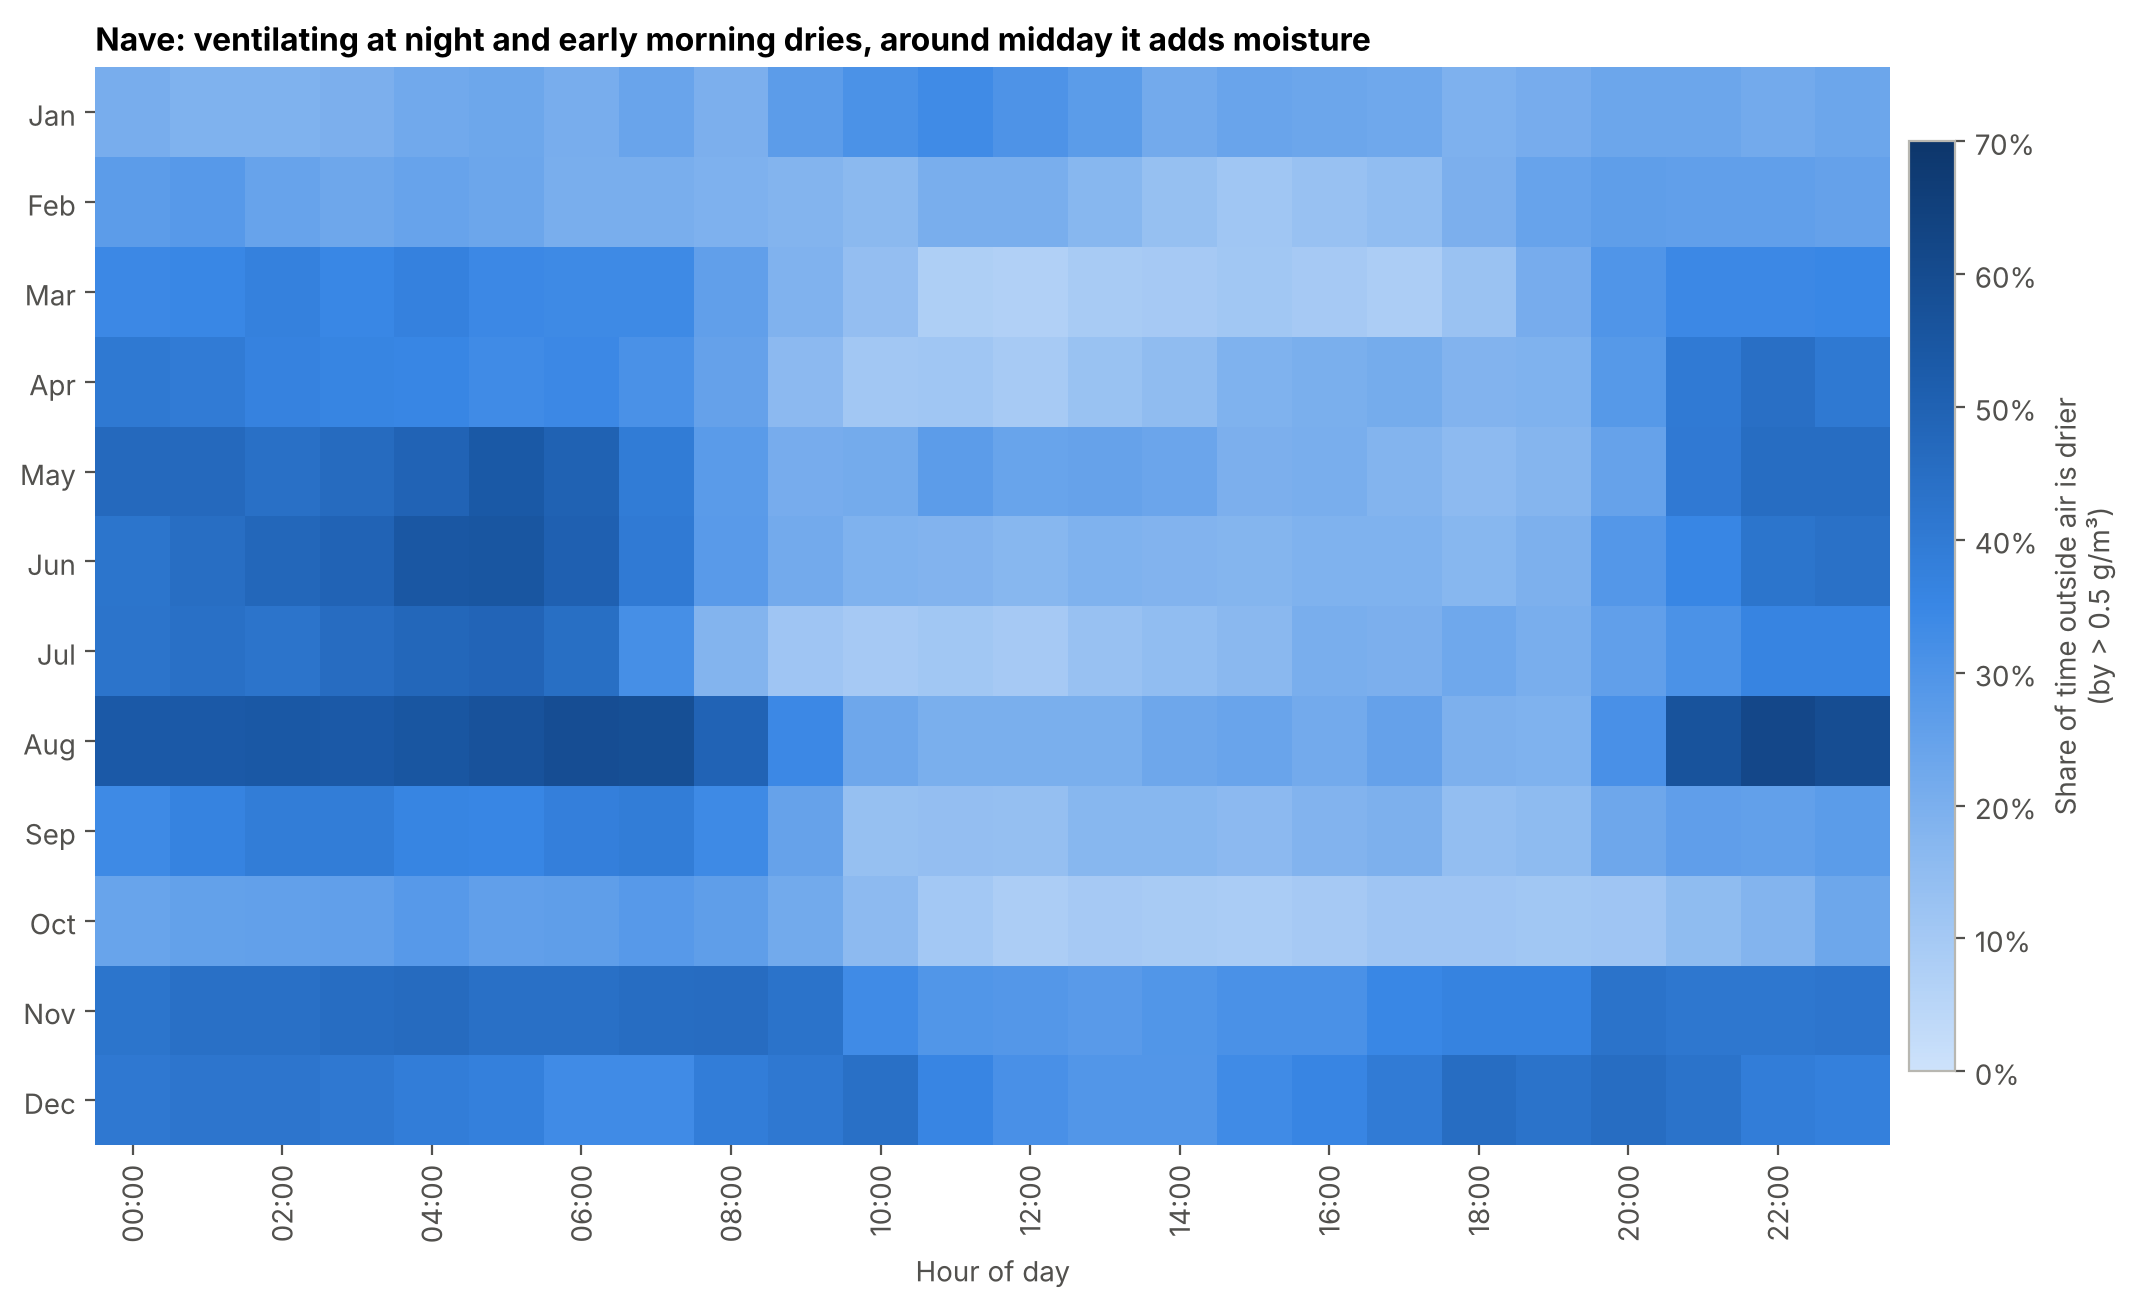 Nave: ventilating at night and early morning dries, around midday it adds moisture
Jan
Feb
Mar
Apr
May
Jun
Jul
Aug
Sep
Oct
Nov
Dec
00:00
02:00
04:00
06:00
08:00
10:00
12:00
14:00
16:00
18:00
20:00
22:00
Hour of day
70%
60%
50%
40%
30%
20%
10%
0%
Share of time outside air is drier
(by > 0.5 g/m³)